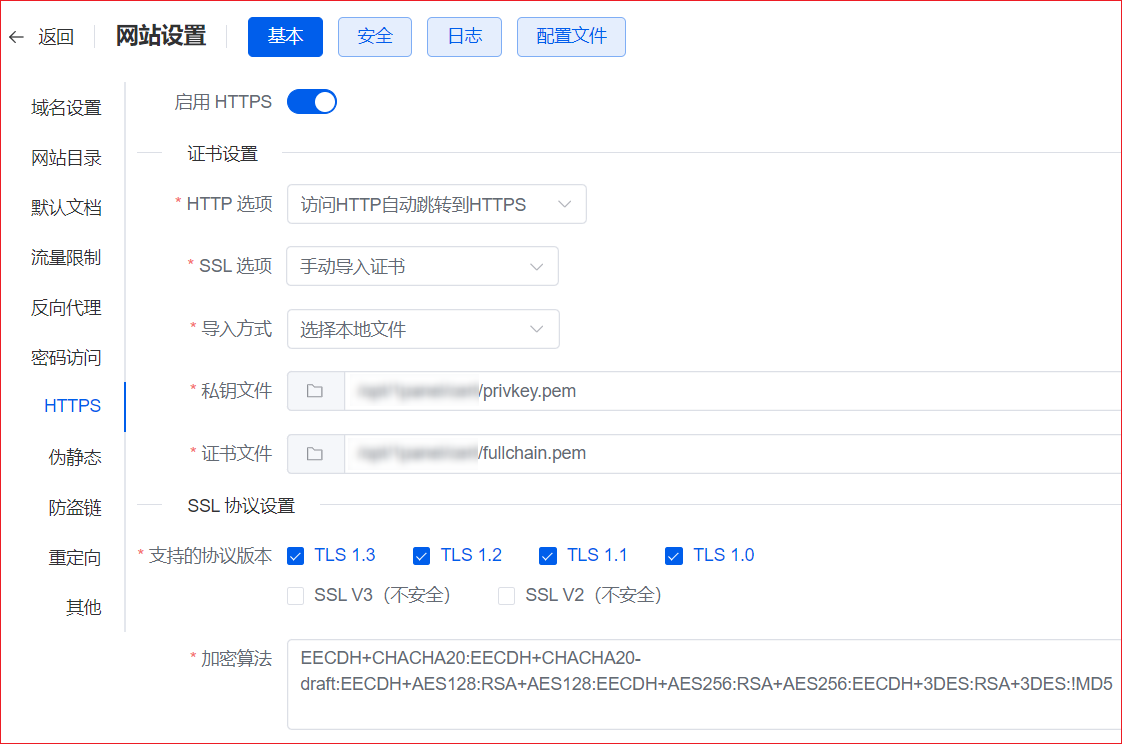 返回 网站设置 基本 安全 日志 配置文件
域名设置
网站目录
默认文档
流量限制
反向代理
密码访问
HTTPS
伪静态
防盗链
重定向
其他
启用 HTTPS
证书设置
* HTTP 选项 访问HTTP自动跳转到HTTPS
* SSL 选项 手动导入证书
* 导入方式 选择本地文件
* 私钥文件 /privkey.pem
* 证书文件 /fullchain.pem
SSL 协议设置
* 支持的协议版本 TLS 1.3 TLS 1.2 TLS 1.1 TLS 1.0
SSL V3（不安全） SSL V2（不安全）
* 加密算法 EECDH+CHACHA20:EECDH+CHACHA20-
draft:EECDH+AES128:RSA+AES128:EECDH+AES256:RSA+AES256:EECDH+3DES:RSA+3DES:!MD5